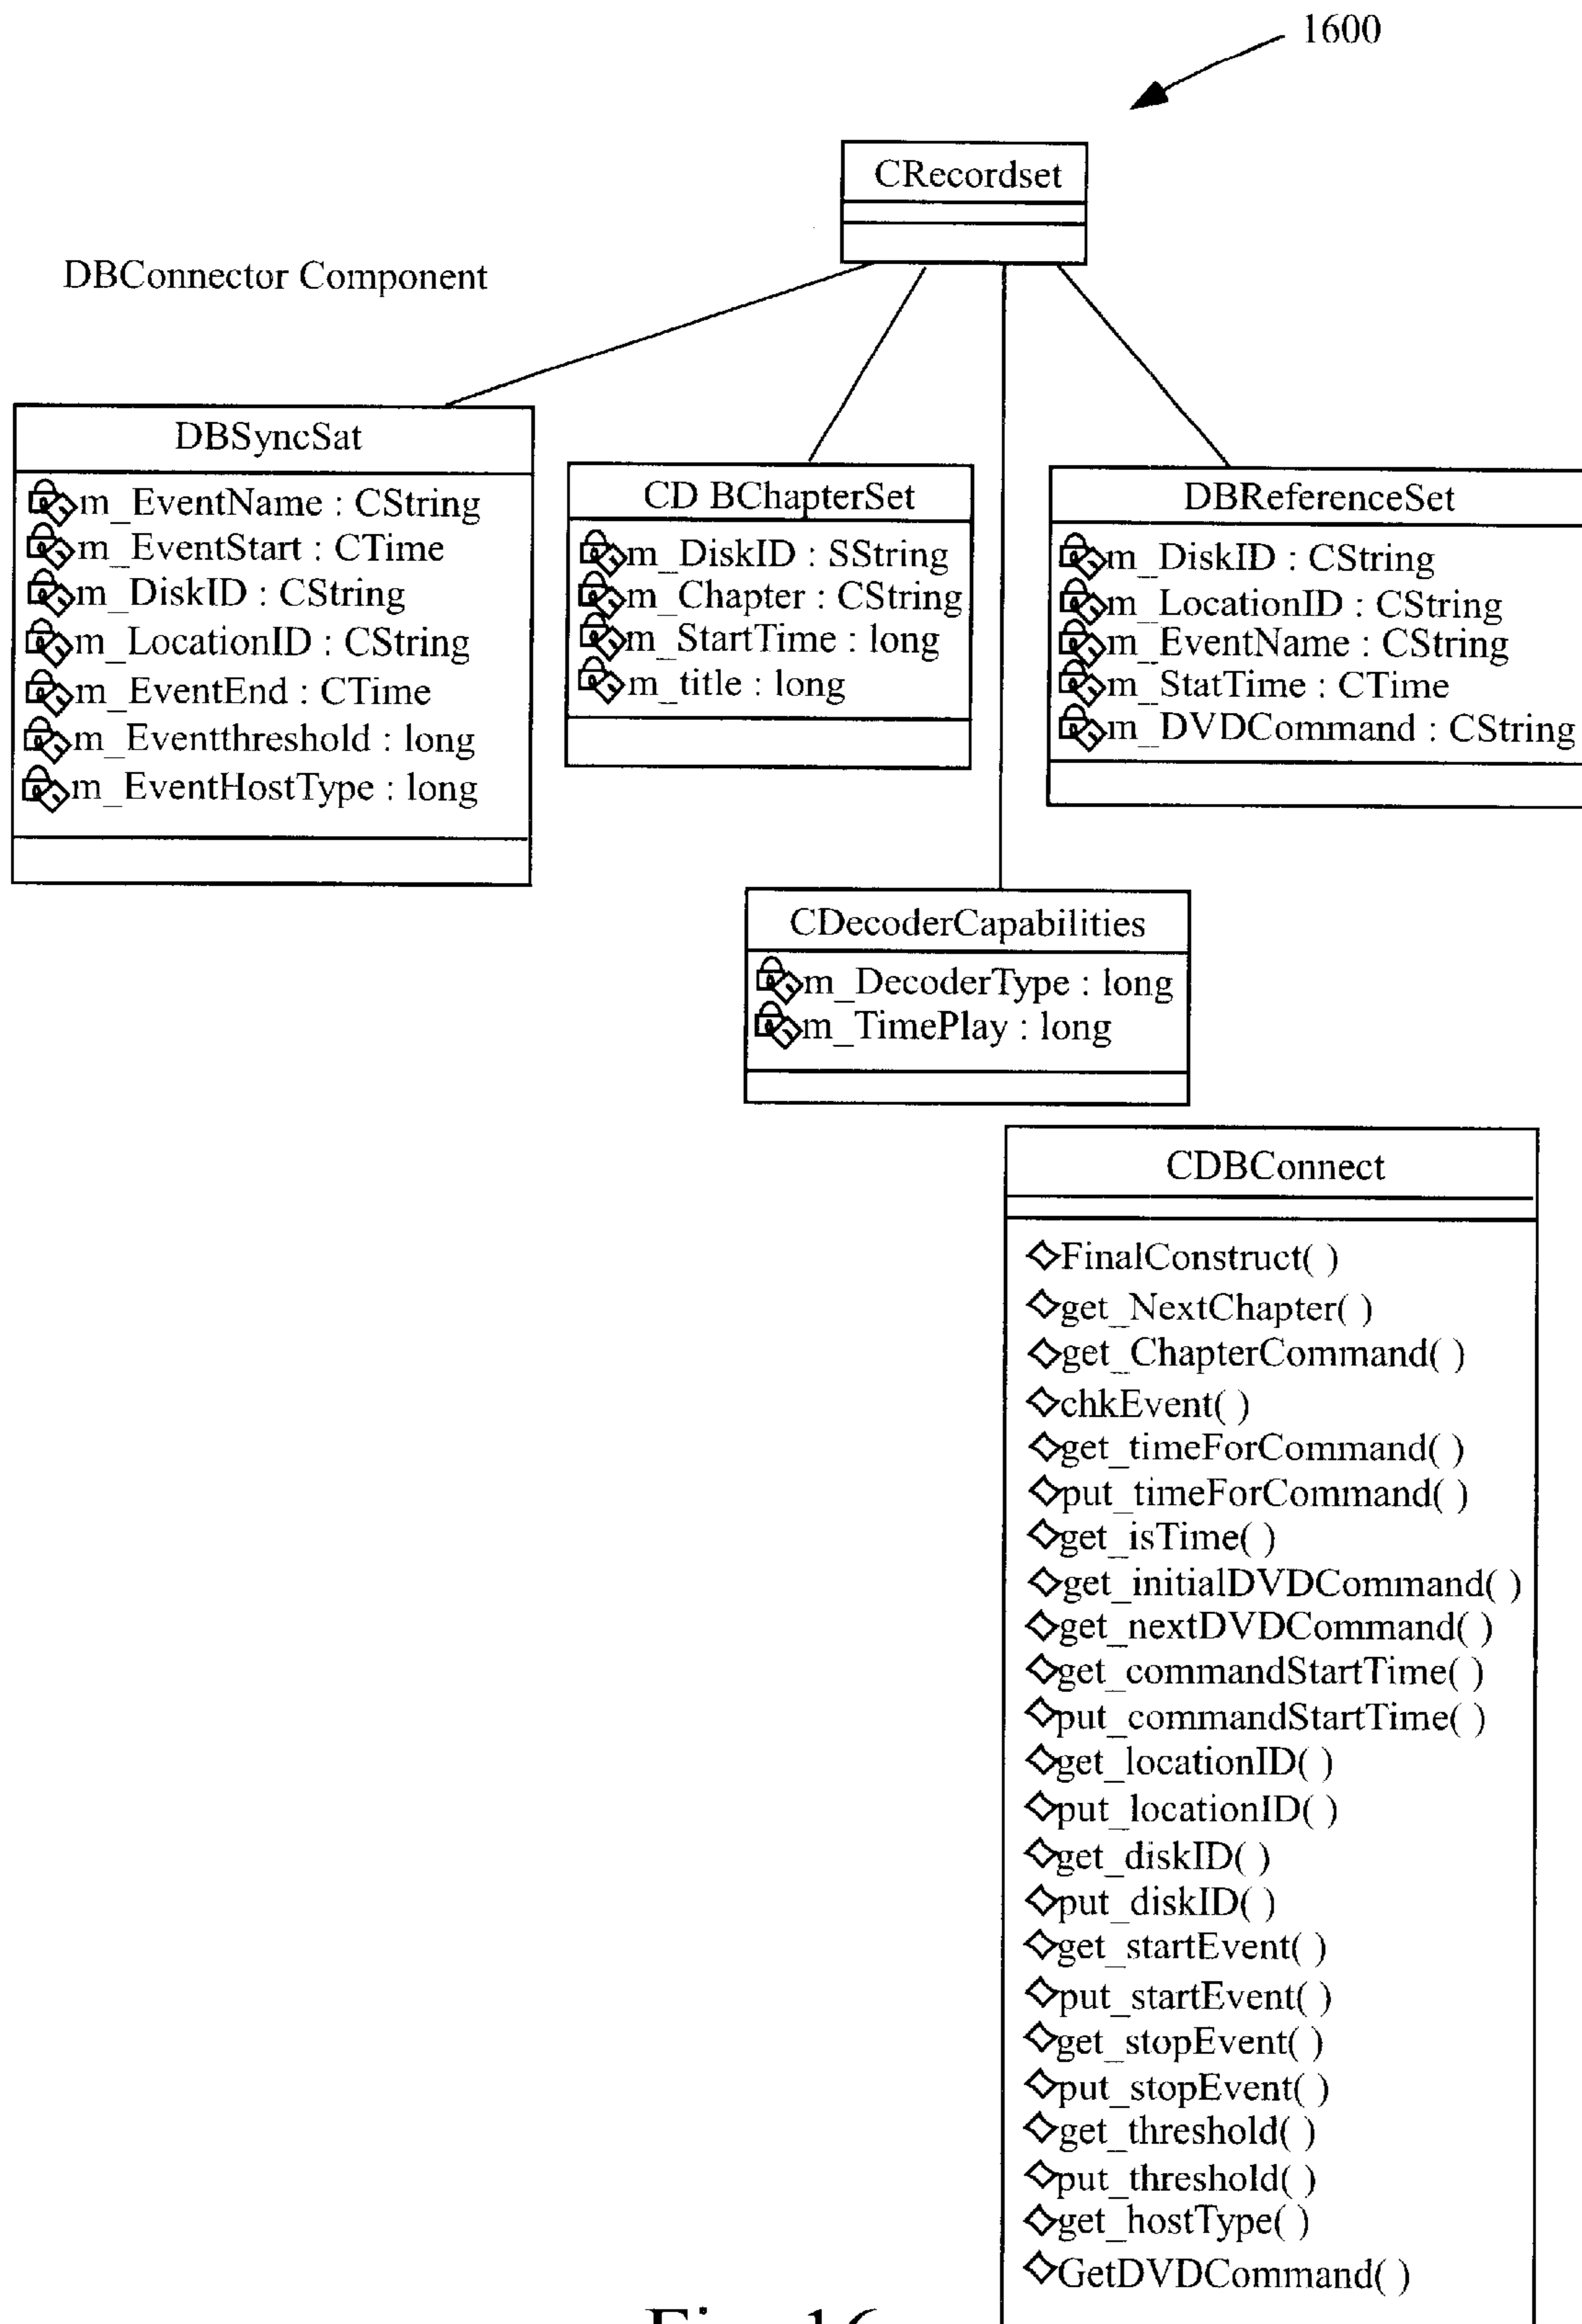 1600
CRecordset
DBConnector Component
DBSyncSat
m_EventName : CString
m_EventStart : CTime
m_DiskID : CString
m_LocationID : CString
m_EventEnd : CTime
m_Eventthreshold : long
m_EventHostType : long
CD BChapterSet
m_DiskID : SString
m_Chapter : CString
m_StartTime : long
m_title : long
DBReferenceSet
m_DiskID : CString
m_LocationID : CString
m_EventName : CString
m_StatTime : CTime
m_DVDCommand : CString
CDecoderCapabilities
m_DecoderType : long
m_TimePlay : long
CDBConnect
FinalConstruct( )
get_NextChapter( )
get_ChapterCommand( )
chkEvent( )
get_timeForCommand( )
put_timeForCommand( )
get_isTime( )
get_initialDVDCommand( )
get_nextDVDCommand( )
get_commandStartTime( )
put_commandStartTime( )
get_locationID( )
put_locationID( )
get_diskID( )
put_diskID( )
get_startEvent( )
put_startEvent( )
get_stopEvent( )
put_stopEvent( )
get_threshold( )
put_threshold( )
get_hostType( )
GetDVDCommand( )
Fig 16